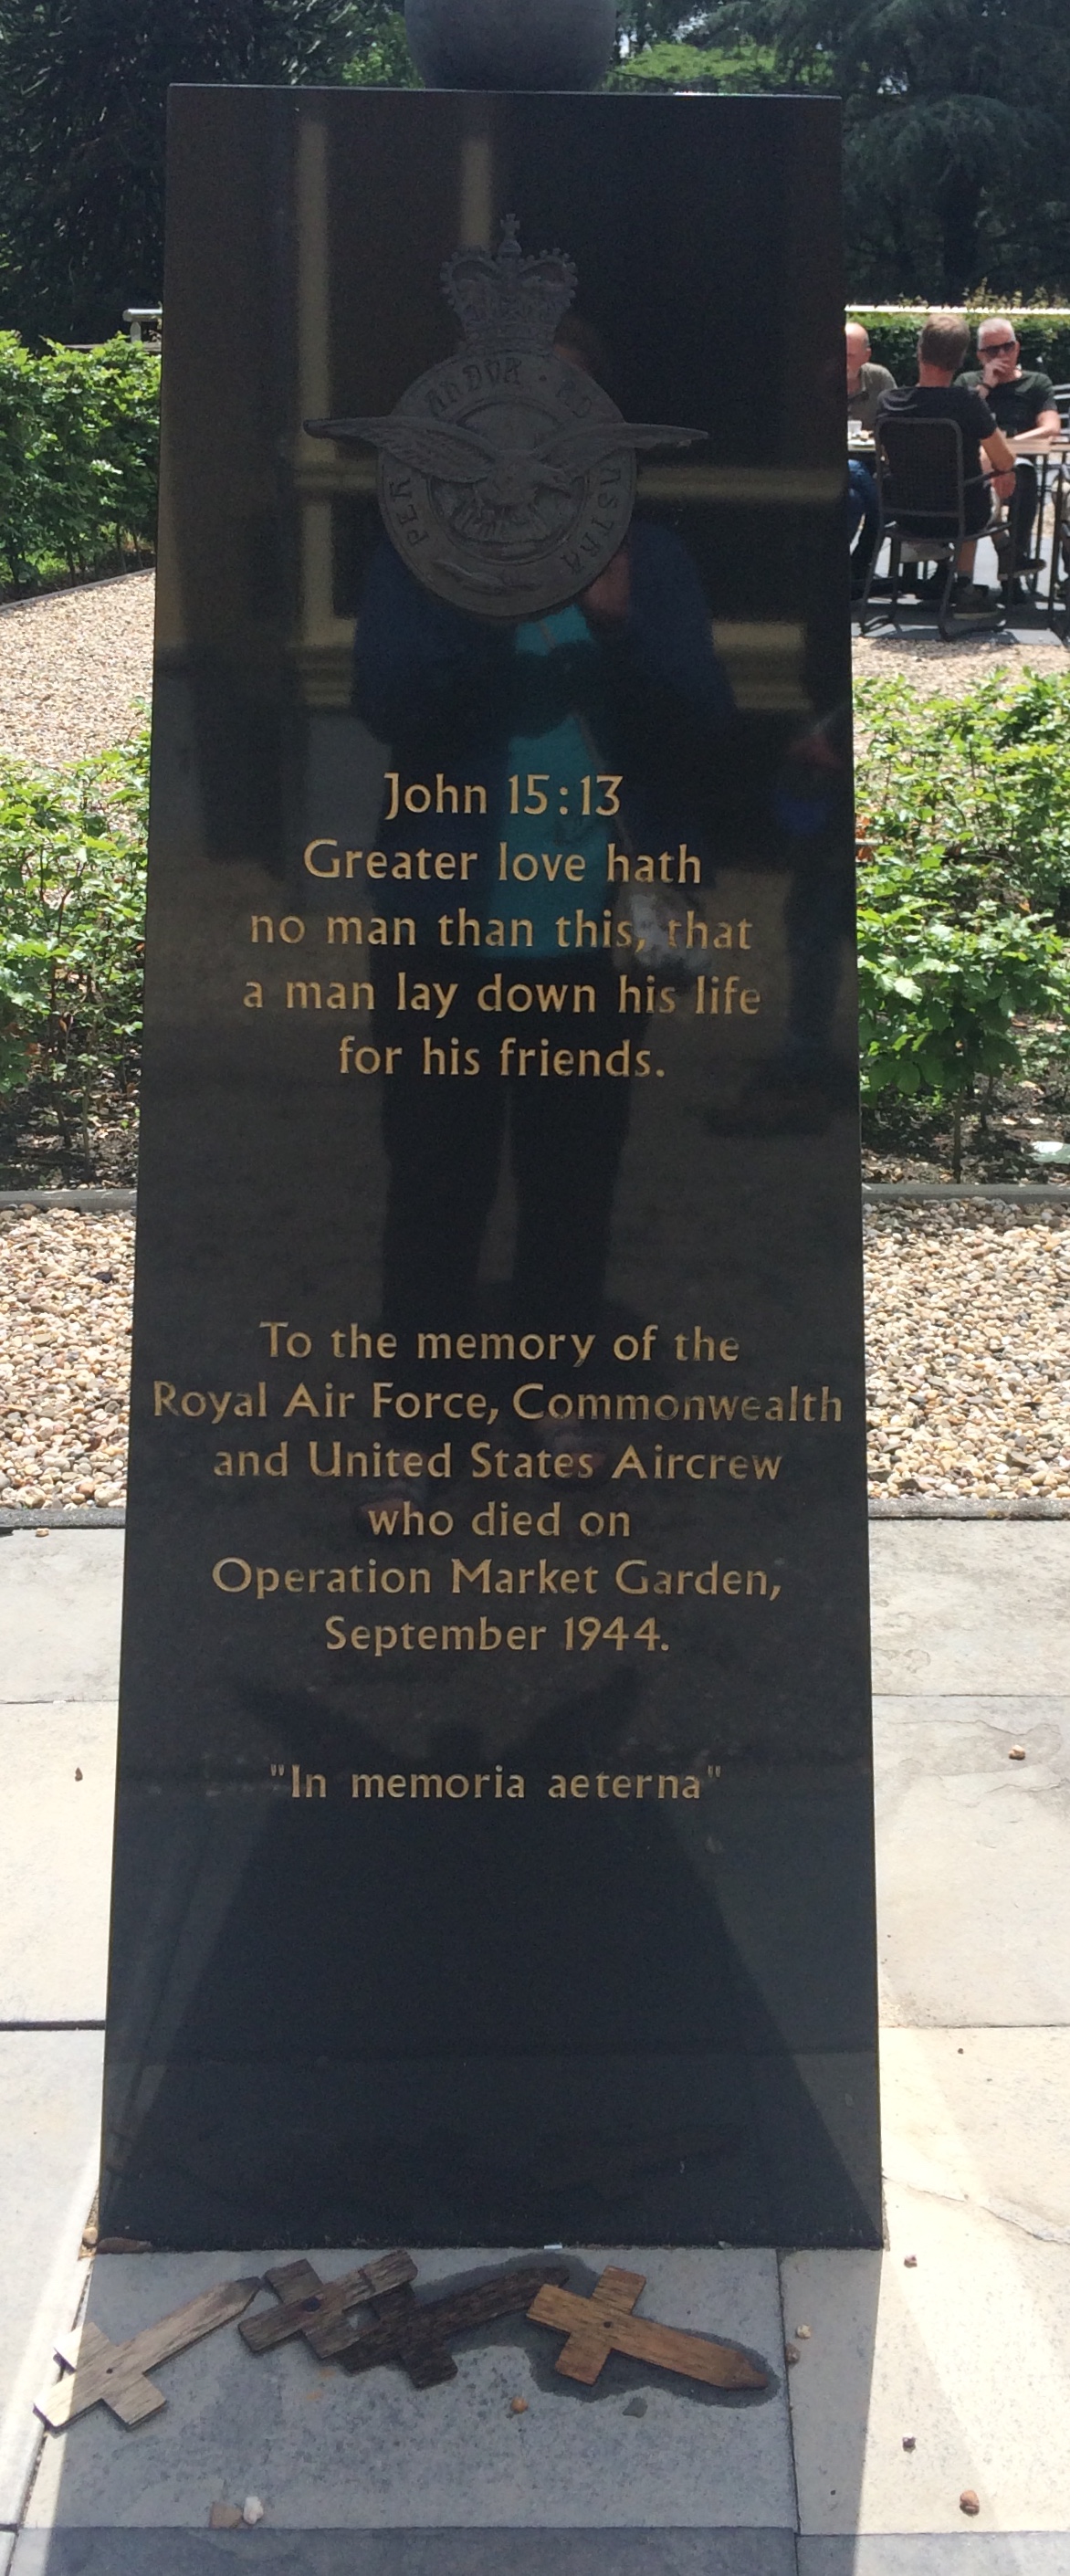 PER ARDUA AD ASTRA
John 15:13
Greater love hath
no man than this, that
a man lay down his life
for his friends.
To the memory of the
Royal Air Force, Commonwealth
and United States Aircrew
who died on
Operation Market Garden,
September 1944.
"In memoria aeterna"